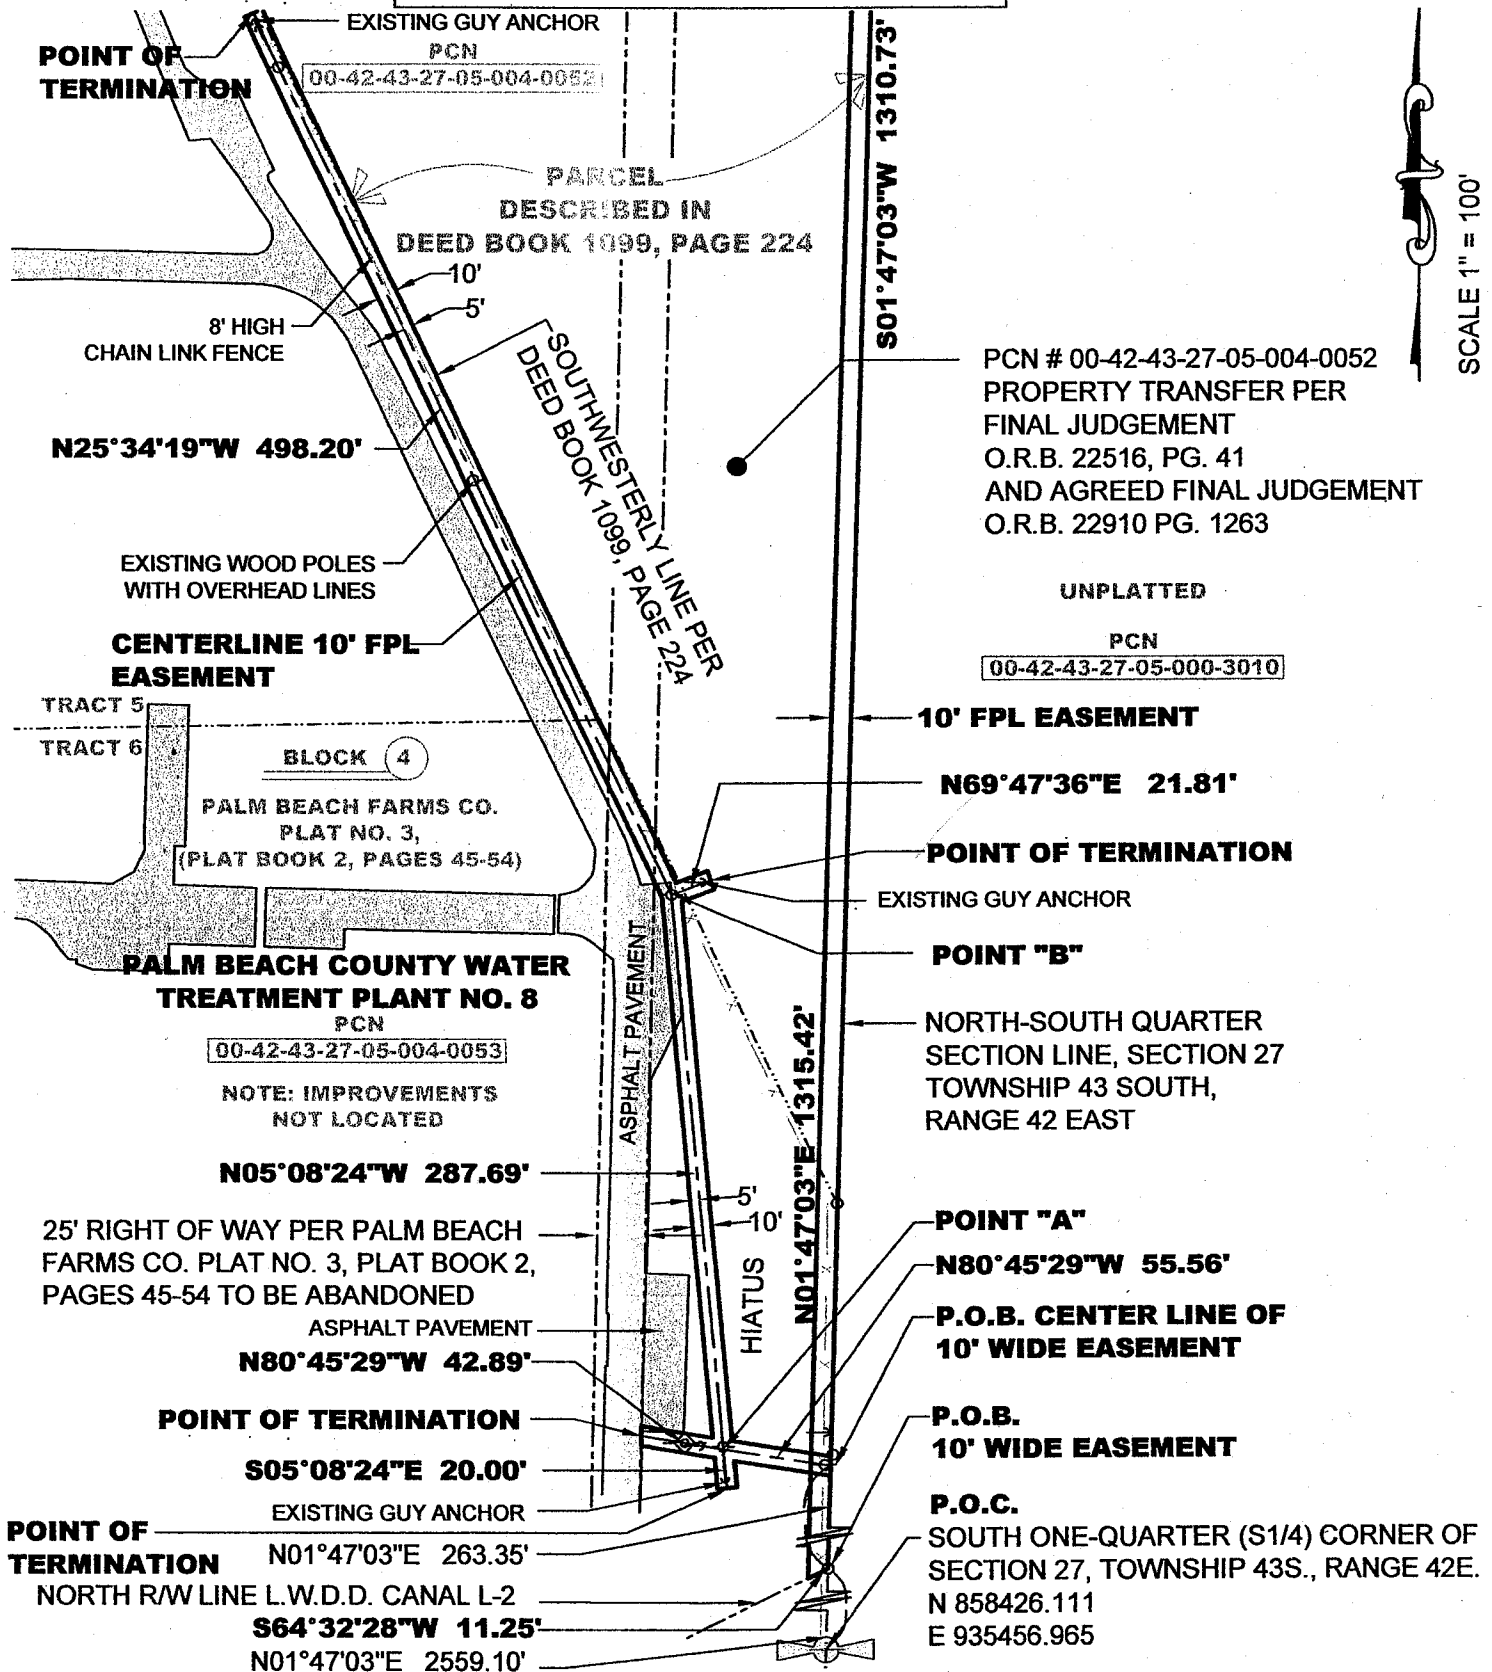 EXISTING GUY ANCHOR
POINT OF
TERMINATION
PCN
00-42-43-27-05-004-0052
S01°47'03"W 1310.73'
SCALE 1" = 100'
PARCEL
DESCRIBED IN
DEED BOOK 1099, PAGE 224
10'
5'
8' HIGH
CHAIN LINK FENCE
SOUTHWESTERLY LINE PER
DEED BOOK 1099, PAGE 224
PCN # 00-42-43-27-05-004-0052
PROPERTY TRANSFER PER
FINAL JUDGEMENT
O.R.B. 22516, PG. 41
AND AGREED FINAL JUDGEMENT
O.R.B. 22910 PG. 1263
N25°34'19"W 498.20'
EXISTING WOOD POLES
WITH OVERHEAD LINES
UNPLATTED
PCN
00-42-43-27-05-000-3010
CENTERLINE 10' FPL
EASEMENT
TRACT 5
TRACT 6
10' FPL EASEMENT
BLOCK 4
PALM BEACH FARMS CO.
PLAT NO. 3,
(PLAT BOOK 2, PAGES 45-54)
N69°47'36"E 21.81'
POINT OF TERMINATION
EXISTING GUY ANCHOR
POINT "B"
PALM BEACH COUNTY WATER
TREATMENT PLANT NO. 8
PCN
00-42-43-27-05-004-0053
NOTE: IMPROVEMENTS
NOT LOCATED
ASPHALT PAVEMENT
N01°47'03"E 1315.42'
NORTH-SOUTH QUARTER
SECTION LINE, SECTION 27
TOWNSHIP 43 SOUTH,
RANGE 42 EAST
N05°08'24"W 287.69'
5'
10'
25' RIGHT OF WAY PER PALM BEACH
FARMS CO. PLAT NO. 3, PLAT BOOK 2,
PAGES 45-54 TO BE ABANDONED
HIATUS
POINT "A"
N80°45'29"W 55.56'
ASPHALT PAVEMENT
N80°45'29"W 42.89'
P.O.B. CENTER LINE OF
10' WIDE EASEMENT
POINT OF TERMINATION
P.O.B.
10' WIDE EASEMENT
S05°08'24"E 20.00'
EXISTING GUY ANCHOR
POINT OF
TERMINATION
N01°47'03"E 263.35'
P.O.C.
SOUTH ONE-QUARTER (S1/4) CORNER OF
SECTION 27, TOWNSHIP 43S., RANGE 42E.
N 858426.111
E 935456.965
NORTH R/W LINE L.W.D.D. CANAL L-2
S64°32'28"W 11.25'
N01°47'03"E 2559.10'